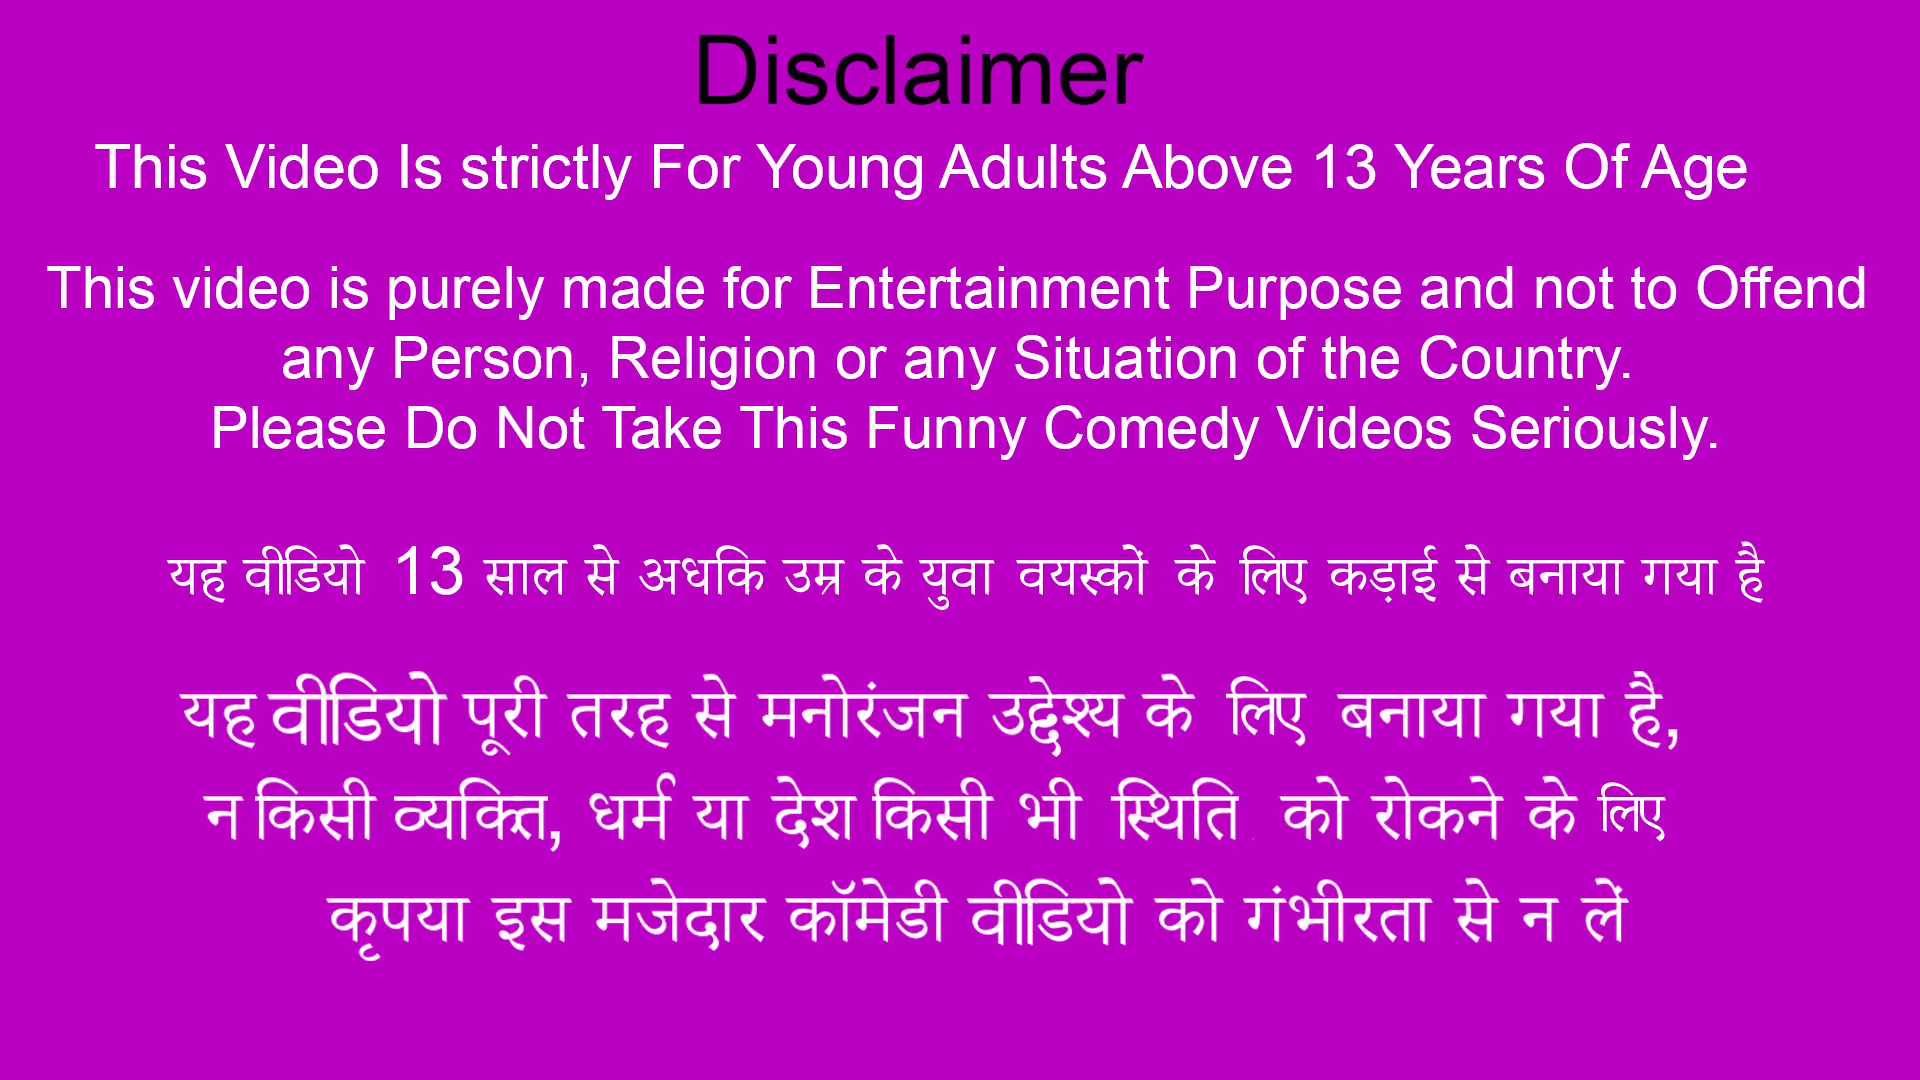 Disclaimer
This Video Is strictly For Young Adults Above 13 Years Of Age
This video is purely made for Entertainment Purpose and not to Offend
any Person, Religion or any Situation of the Country.
Please Do Not Take This Funny Comedy Videos Seriously.
यह वीडियो 13 साल से अधकि उम्र के युवा वयस्कों के लिए कड़ाई से बनाया गया है
यह वीडियो पूरी तरह से मनोरंजन उद्देश्य के लिए बनाया गया है,
न किसी व्यक्ति, धर्म या देश किसी भी स्थिति को रोकने के लिए
कृपया इस मजेदार कॉमेडी वीडियो को गंभीरता से न लें